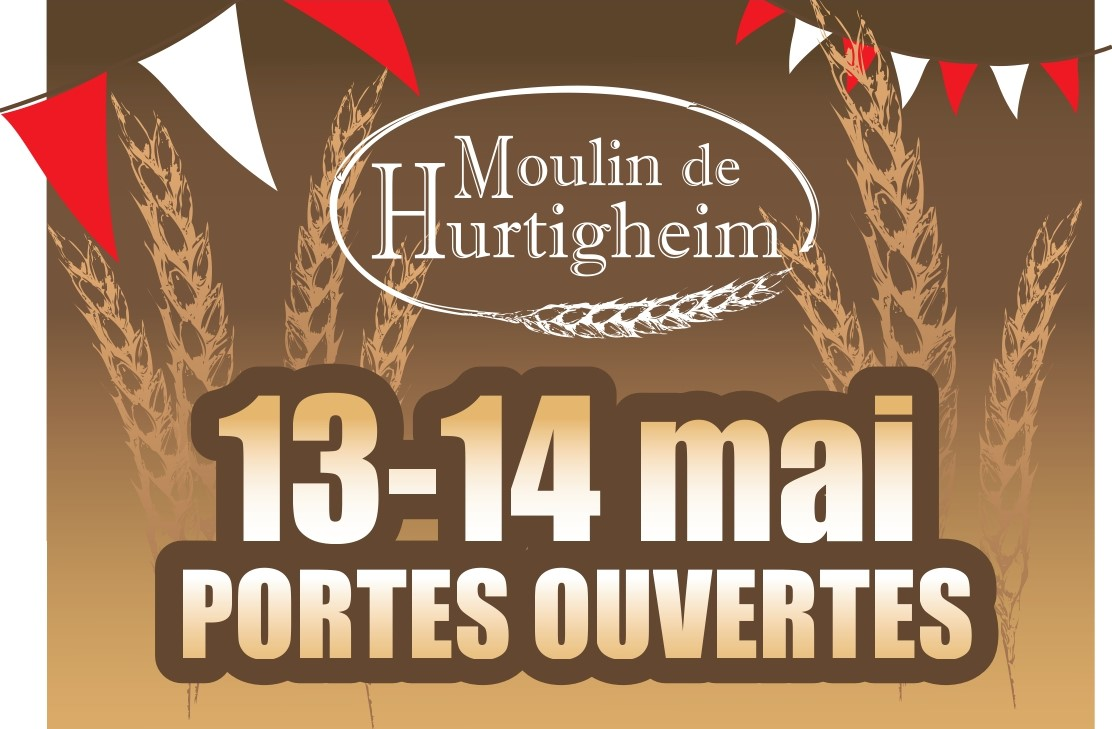 Moulin de
Hurtigheim
13-14 mai
PORTES OUVERTES